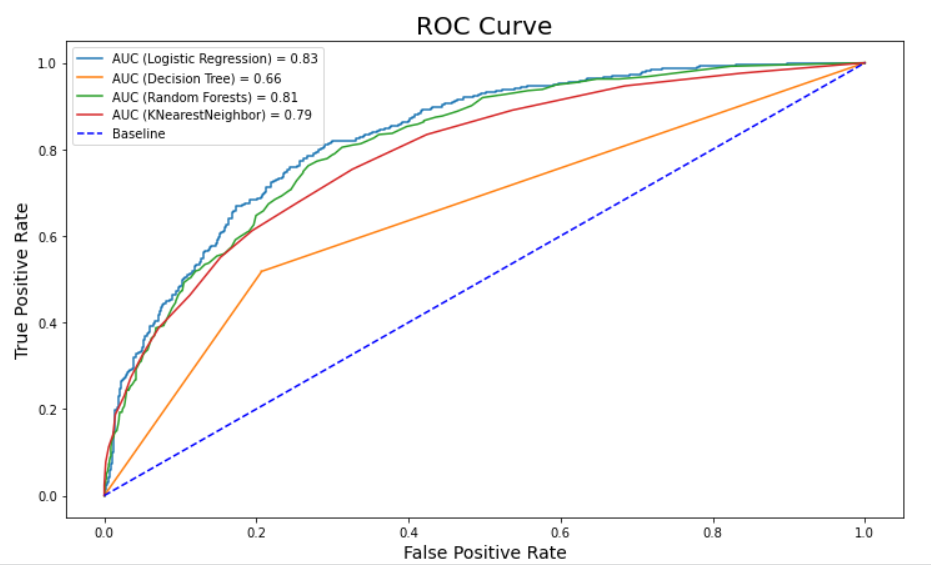 ROC Curve
AUC (Logistic Regression) = 0.83
AUC (Decision Tree) = 0.66
AUC (Random Forests) = 0.81
AUC (KNearestNeighbor) = 0.79
Baseline
True Positive Rate
1.0
0.8
0.6
0.4
0.2
0.0
0.0 0.2 0.4 0.6 0.8 1.0
False Positive Rate